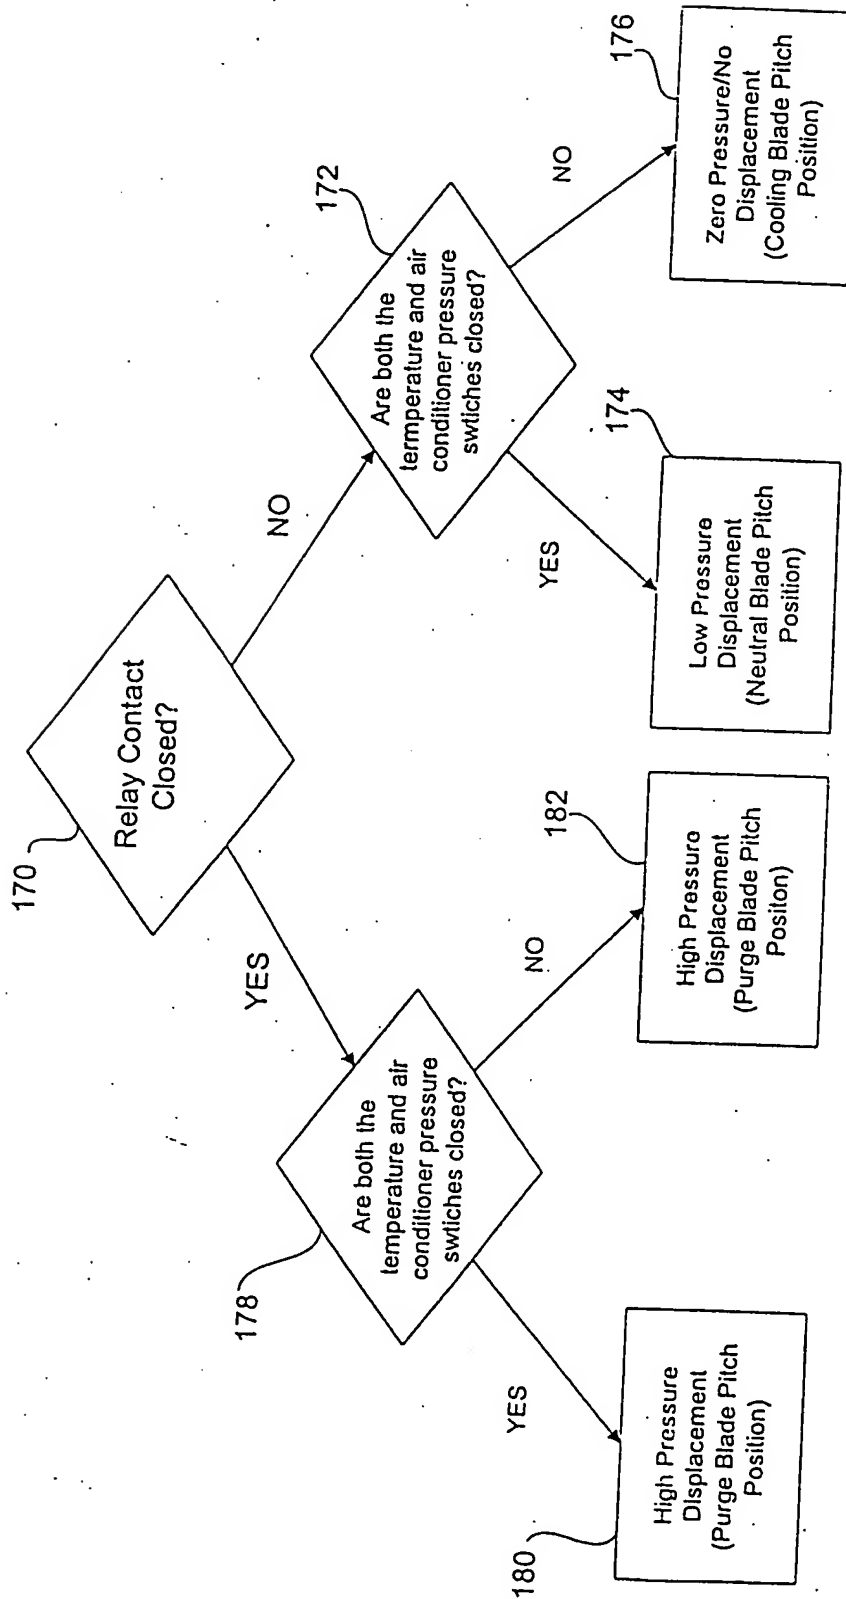 170
Relay Contact
Closed?
YES
NO
178
Are both the
temperature and air
conditioner pressure
swtiches closed?
172
Are both the
termperature and air
conditioner pressure
swtiches closed?
YES
NO
YES
NO
180
High Pressure
Displacement
(Purge Blade Pitch
Position)
182
High Pressure
Displacement
(Purge Blade Pitch
Positon)
174
Low Pressure
Displacement
(Neutral Blade Pitch
Position)
176
Zero Pressure/No
Displacement
(Cooling Blade Pitch
Position)